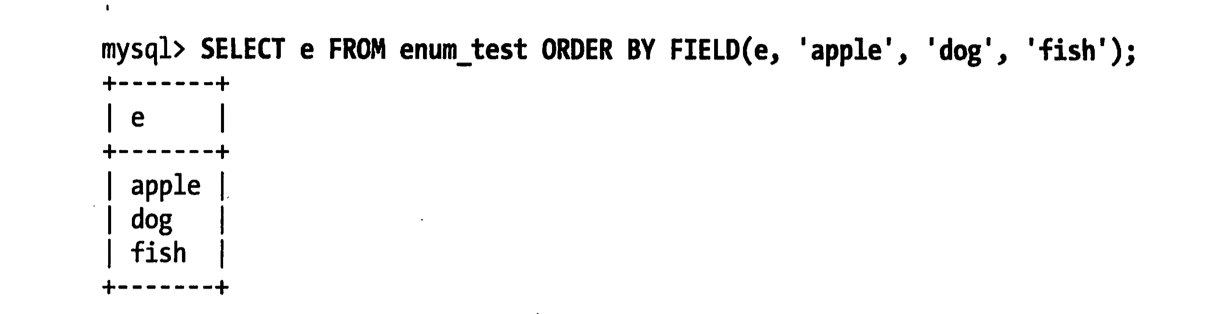 mysql> SELECT e FROM enum_test ORDER BY FIELD(e, 'apple', 'dog', 'fish');
+-------+
| e     |
+-------+
| apple |
| dog   |
| fish  |
+-------+